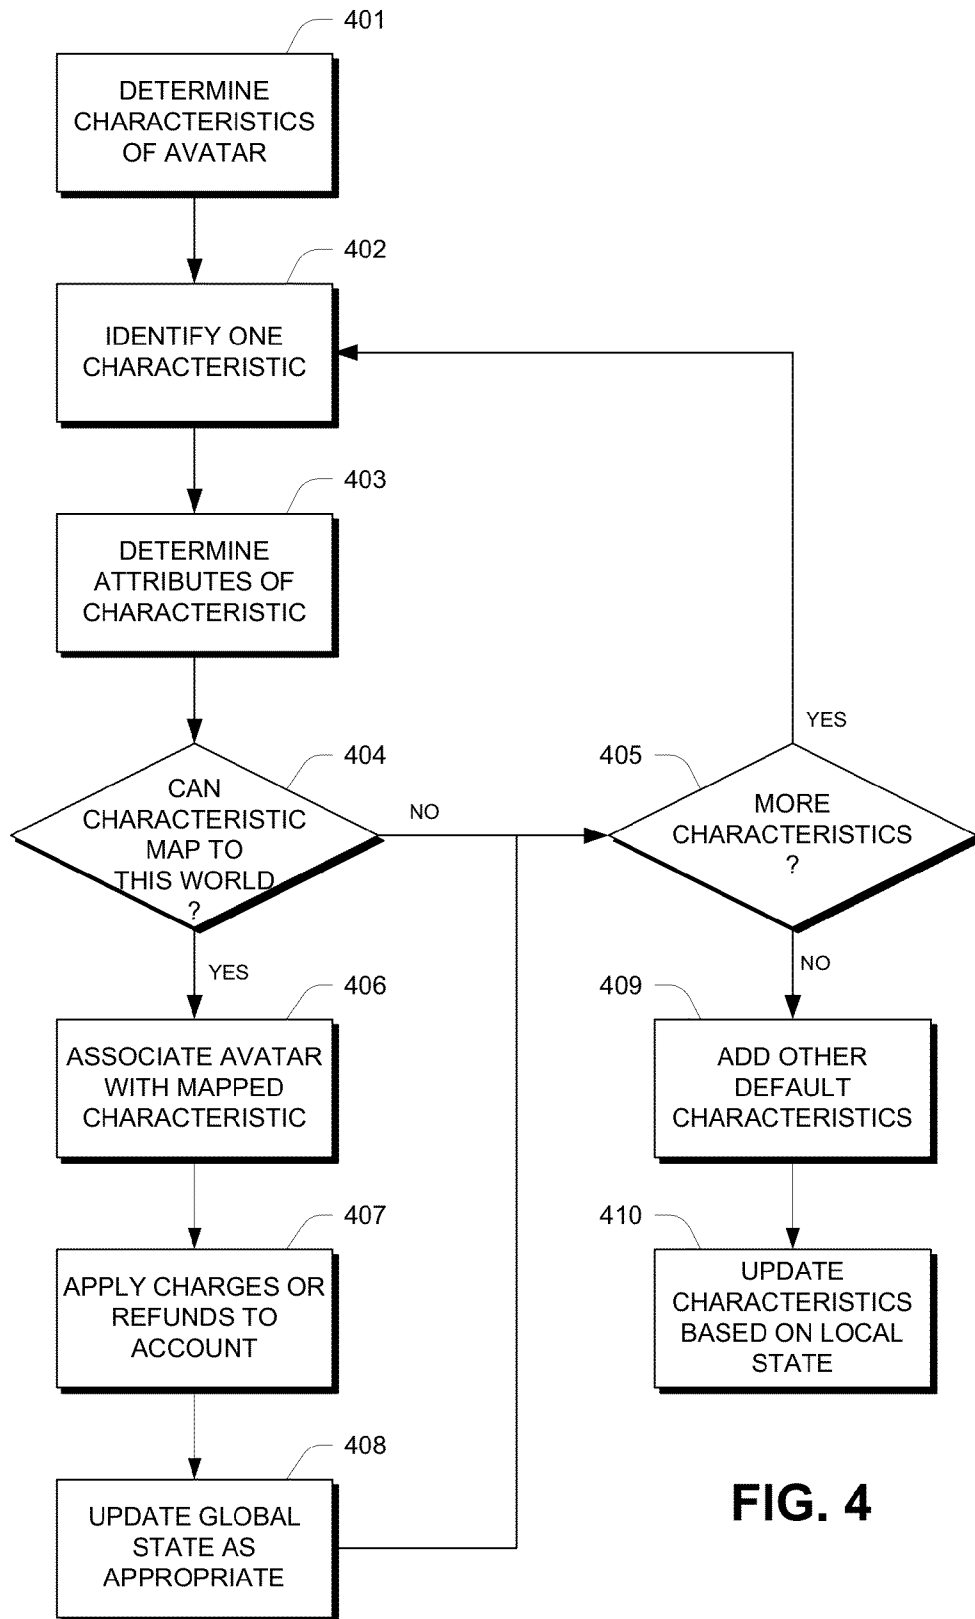 401
DETERMINE
CHARACTERISTICS
OF AVATAR
402
IDENTIFY ONE
CHARACTERISTIC
403
DETERMINE
ATTRIBUTES OF
CHARACTERISTIC
404
CAN
CHARACTERISTIC
MAP TO
THIS WORLD
?
NO
YES
405
MORE
CHARACTERISTICS
?
YES
NO
406
ASSOCIATE AVATAR
WITH MAPPED
CHARACTERISTIC
407
APPLY CHARGES OR
REFUNDS TO
ACCOUNT
408
UPDATE GLOBAL
STATE AS
APPROPRIATE
409
ADD OTHER
DEFAULT
CHARACTERISTICS
410
UPDATE
CHARACTERISTICS
BASED ON LOCAL
STATE
FIG. 4